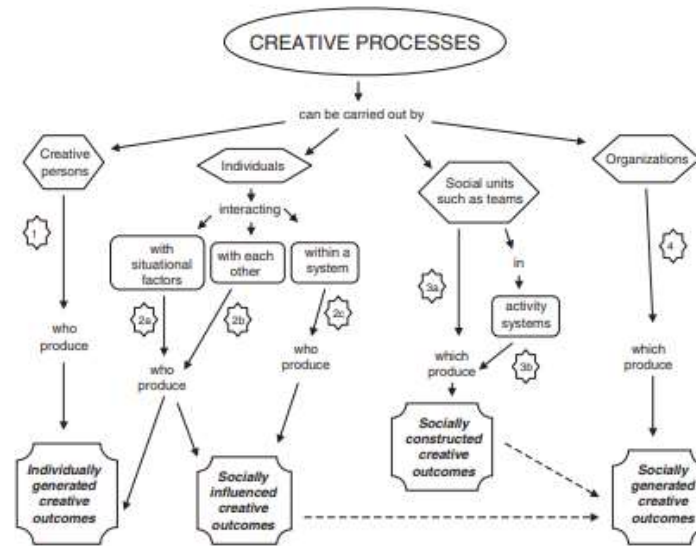 CREATIVE PROCESSES
can be carried out by
Creative
persons
Individuals
Social units
such as teams
Organizations
interacting
with
situational
factors
with each
other
within a
system
in
activity
systems
1
2a
2b
2c
3a
3b
4
who
produce
who
produce
who
produce
which
produce
which
produce
Individually
generated
creative
outcomes
Socially
influenced
creative
outcomes
Socially
constructed
creative
outcomes
Socially
generated
creative
outcomes